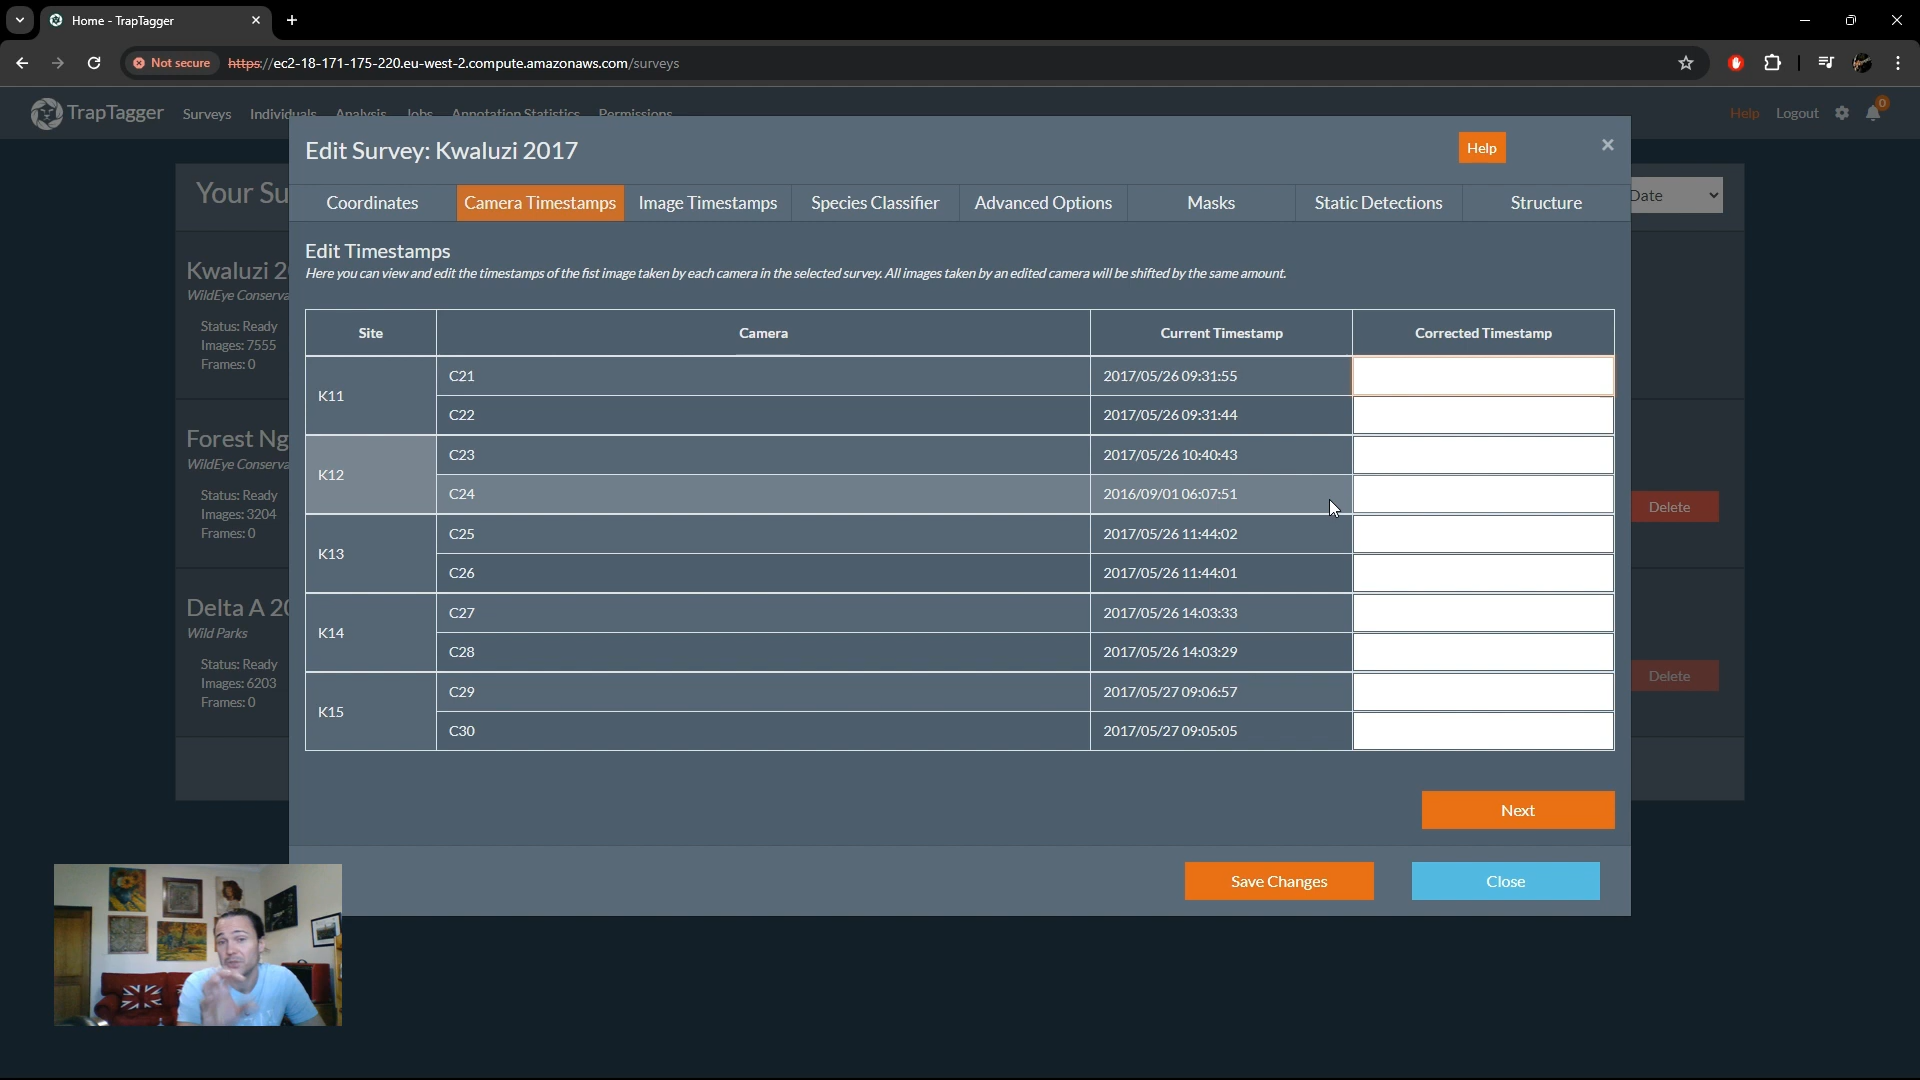 Home - TrapTagger
Not secure
https://ec2-18-171-175-220.eu-west-2.compute.amazonaws.com/surveys
TrapTagger
Surveys
Individuals
Analysis
Jobs
Annotation Statistics
Permissions
Help
Logout
0
Your Su
Date
Edit Survey: Kwaluzi 2017
Help
Coordinates
Camera Timestamps
Image Timestamps
Species Classifier
Advanced Options
Masks
Static Detections
Structure
Edit Timestamps
Here you can view and edit the timestamps of the fist image taken by each camera in the selected survey. All images taken by an edited camera will be shifted by the same amount.
Site Camera Current Timestamp Corrected Timestamp
K11
C21 2017/05/26 09:31:55
C22 2017/05/26 09:31:44
K12
C23 2017/05/26 10:40:43
C24 2016/09/01 06:07:51
K13
C25 2017/05/26 11:44:02
C26 2017/05/26 11:44:01
K14
C27 2017/05/26 14:03:33
C28 2017/05/26 14:03:29
K15
C29 2017/05/27 09:06:57
C30 2017/05/27 09:05:05
Next
Save Changes
Close
Kwaluzi 2
WildEye Conserva
Status: Ready
Images: 7555
Frames: 0
Forest Ng
WildEye Conserva
Status: Ready
Images: 3204
Frames: 0
Delete
Delta A 20
Wild Parks
Status: Ready
Images: 6203
Frames: 0
Delete